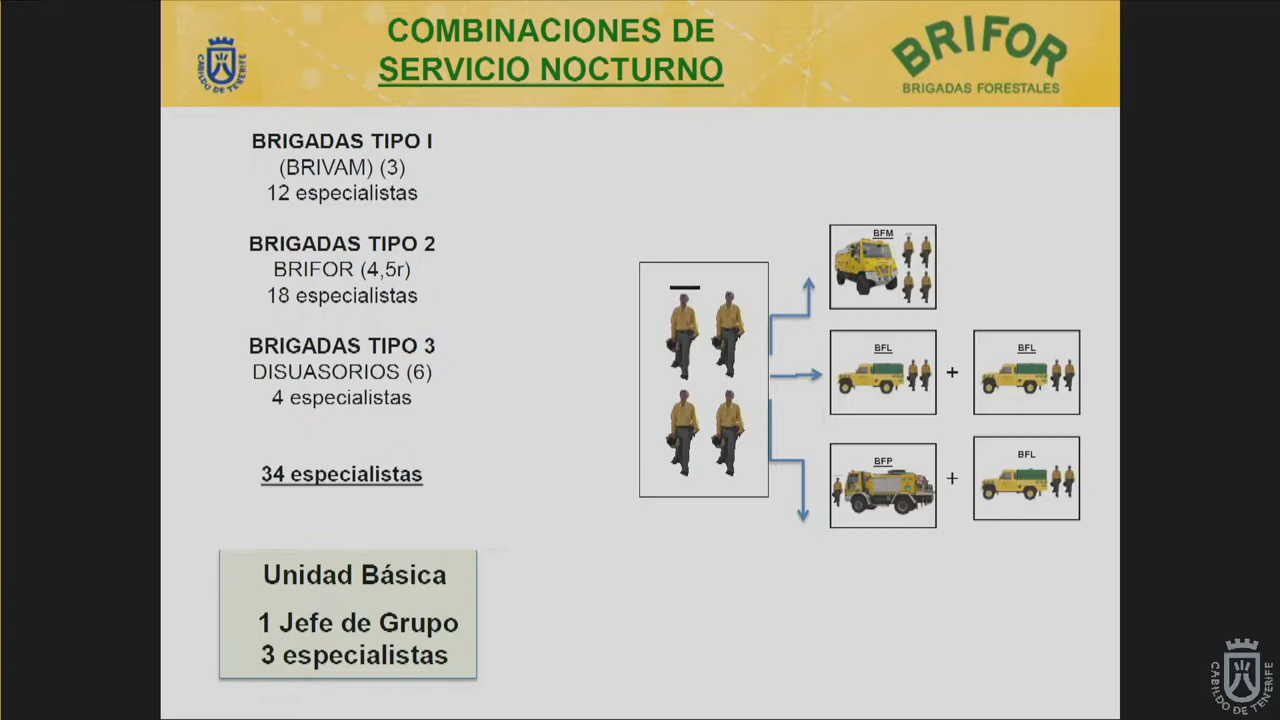 COMBINACIONES DE
SERVICIO NOCTURNO
CABILDO DE TENERIFE
BRIFOR
BRIGADAS FORESTALES
BRIGADAS TIPO I
(BRIVAM) (3)
12 especialistas
BRIGADAS TIPO 2
BRIFOR (4,5r)
18 especialistas
BRIGADAS TIPO 3
DISUASORIOS (6)
4 especialistas
34 especialistas
Unidad Básica
1 Jefe de Grupo
3 especialistas
BFM
BFL
+
BFL
BFP
+
BFL
CABILDO DE TENERIFE